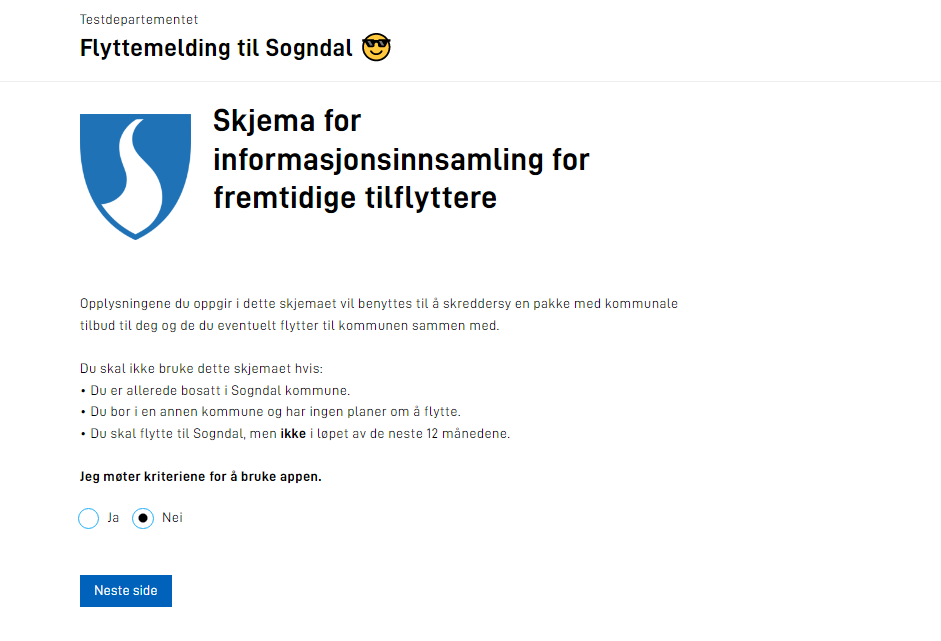 Testdepartementet
Flyttemelding til Sogndal 😎
Skjema for
informasjonsinnsamling for
fremtidige tilflyttere
Opplysningene du oppgir i dette skjemaet vil benyttes til å skreddersy en pakke med kommunale
tilbud til deg og de du eventuelt flytter til kommunen sammen med.
Du skal ikke bruke dette skjemaet hvis:
• Du er allerede bosatt i Sogndal kommune.
• Du bor i en annen kommune og har ingen planer om å flytte.
• Du skal flytte til Sogndal, men ikke i løpet av de neste 12 månedene.
Jeg møter kriteriene for å bruke appen.
Ja Nei
Neste side